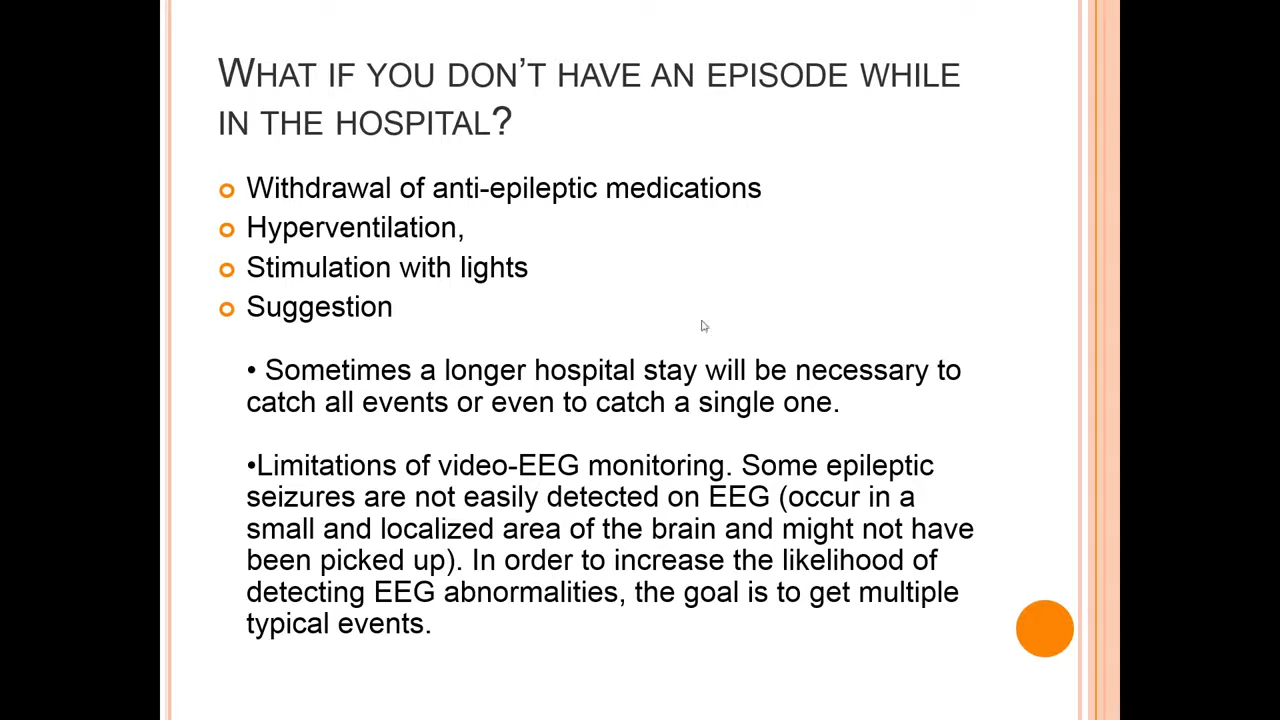 WHAT IF YOU DON'T HAVE AN EPISODE WHILE
IN THE HOSPITAL?
Withdrawal of anti-epileptic medications
Hyperventilation,
Stimulation with lights
Suggestion
• Sometimes a longer hospital stay will be necessary to
catch all events or even to catch a single one.
•Limitations of video-EEG monitoring. Some epileptic
seizures are not easily detected on EEG (occur in a
small and localized area of the brain and might not have
been picked up). In order to increase the likelihood of
detecting EEG abnormalities, the goal is to get multiple
typical events.